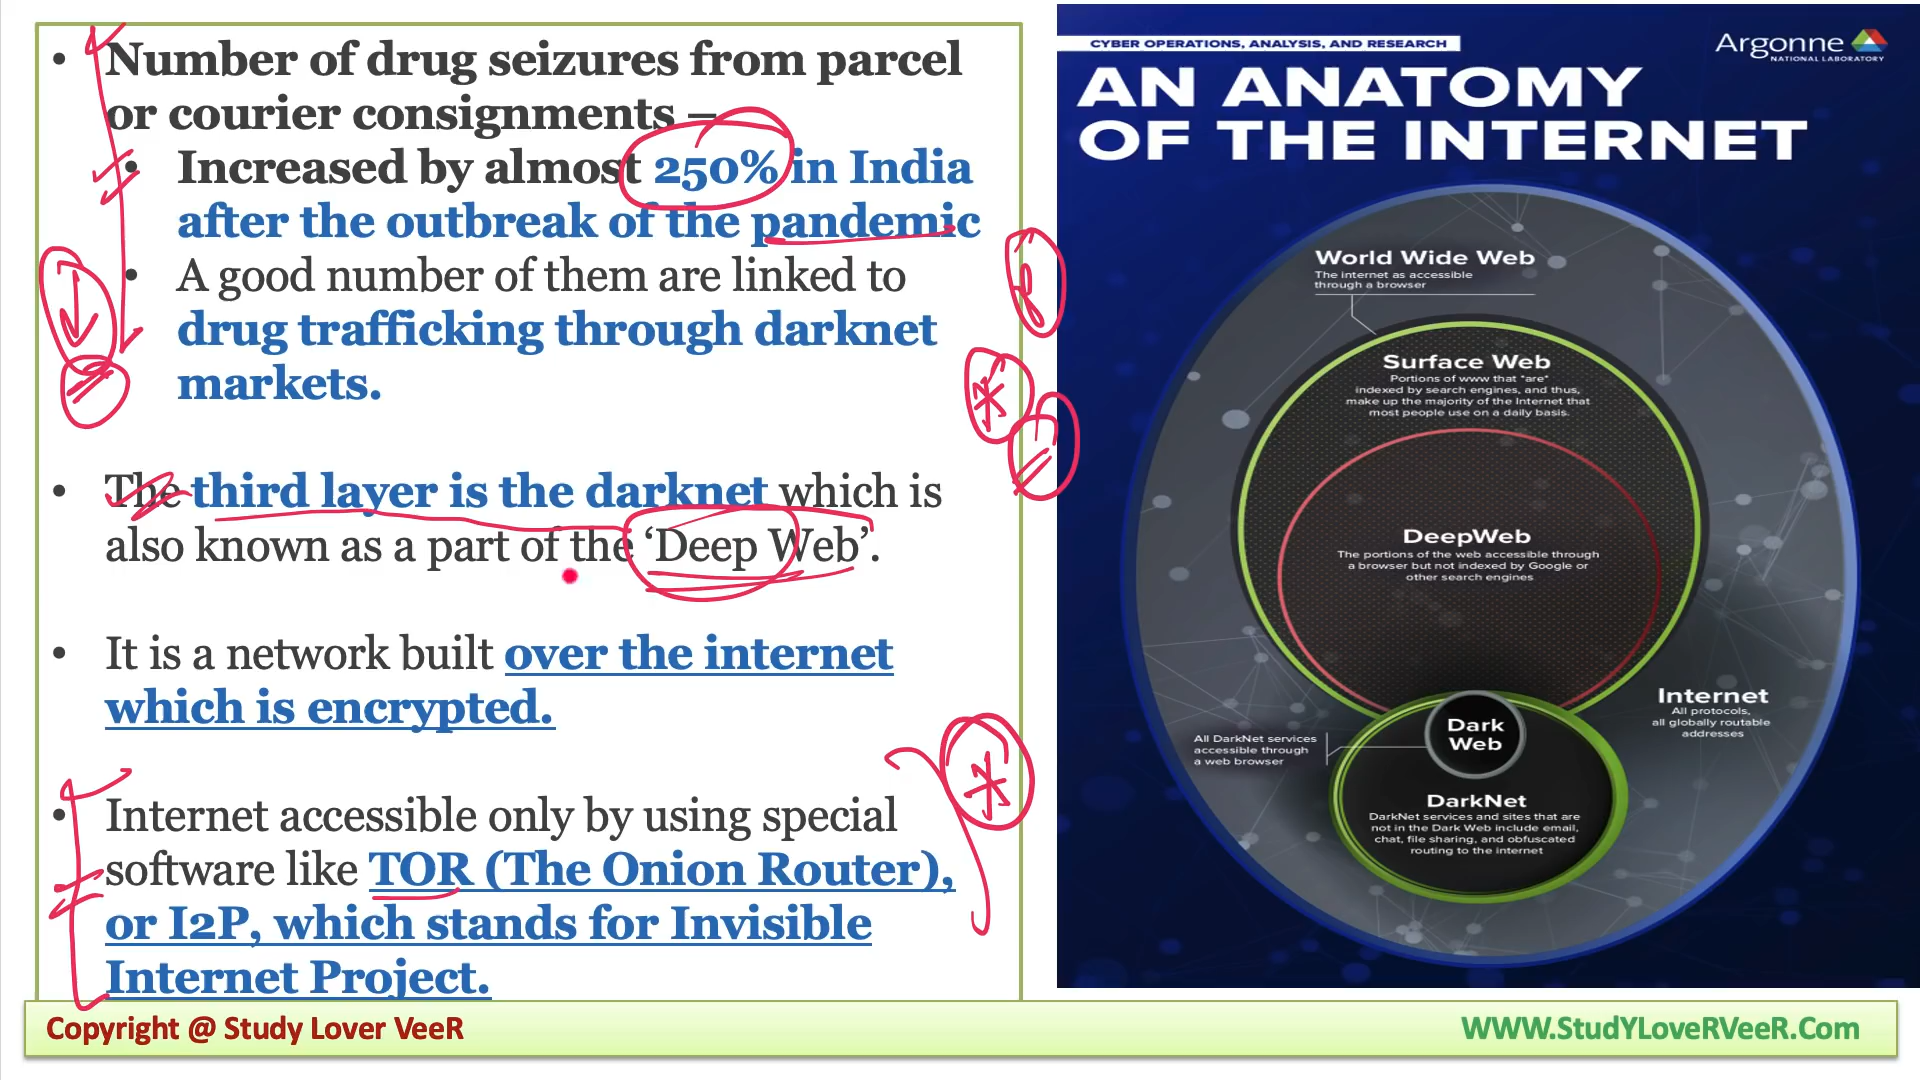 • Number of drug seizures from parcel
or courier consignments –
• Increased by almost 250% in India
after the outbreak of the pandemic
• A good number of them are linked to
drug trafficking through darknet
markets.
• The third layer is the darknet which is
also known as a part of the ‘Deep Web’.
• It is a network built over the internet
which is encrypted.
• Internet accessible only by using special
software like TOR (The Onion Router),
or I2P, which stands for Invisible
Internet Project.
CYBER OPERATIONS, ANALYSIS, AND RESEARCH
Argonne
NATIONAL LABORATORY
AN ANATOMY
OF THE INTERNET
World Wide Web
The internet as accessible
through a browser
Surface Web
Portions of www that *are*
indexed by search engines, and thus,
make up the majority of the Internet that
most people use on a daily basis.
DeepWeb
The portions of the web accessible through
a browser but not indexed by Google or
other search engines
Internet
All protocols,
all globally routable
addresses
Dark
Web
All DarkNet services
accessible through
a web browser
DarkNet
DarkNet services and sites that are
not in the Dark Web include email,
chat, file sharing, and obfuscated
routing to the internet
Copyright @ Study Lover VeeR
WWW.StudYLoveRVeeR.Com